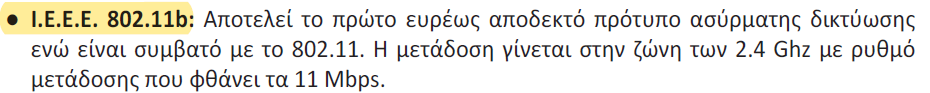 ● Ι.Ε.Ε.Ε. 802.11b: Αποτελεί το πρώτο ευρέως αποδεκτό πρότυπο ασύρματης δικτύωσης
ενώ είναι συμβατό με το 802.11. Η μετάδοση γίνεται στην ζώνη των 2.4 Ghz με ρυθμό
μετάδοσης που φθάνει τα 11 Mbps.